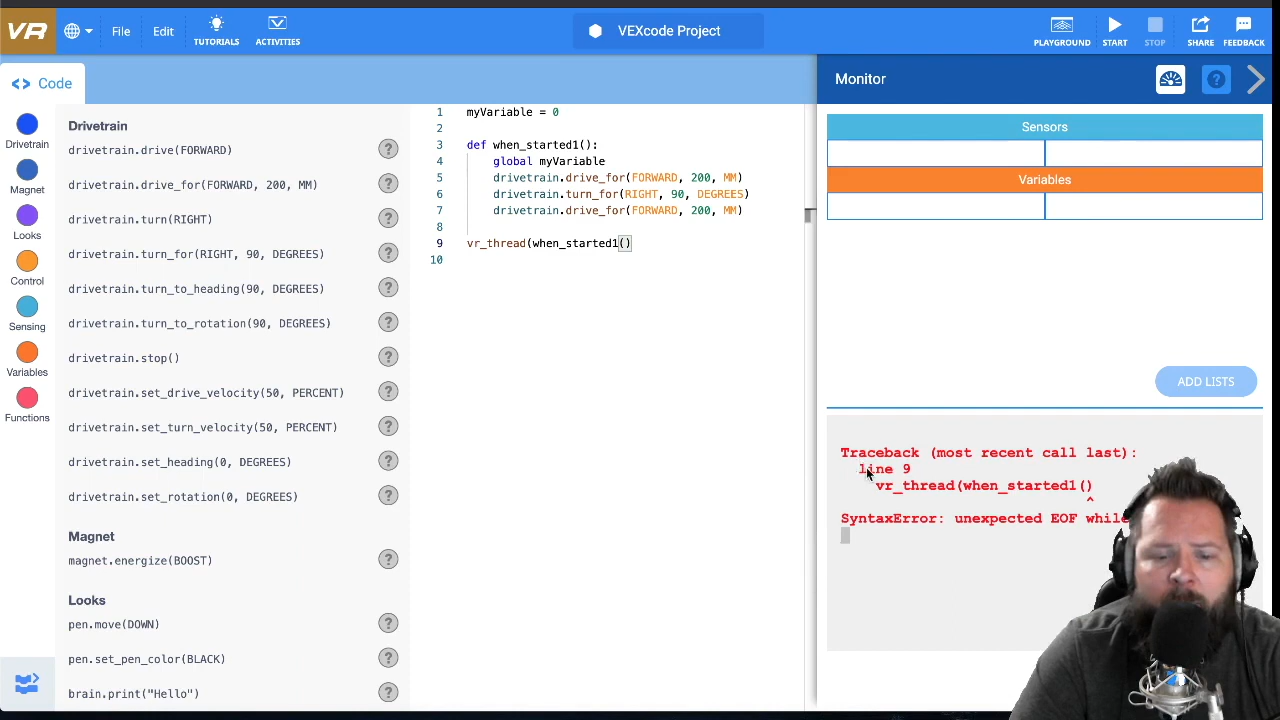 VR
File
Edit
TUTORIALS
ACTIVITIES
VEXcode Project
PLAYGROUND
START
STOP
SHARE
FEEDBACK
<> Code
Monitor
?
Drivetrain
Magnet
Looks
Control
Sensing
Variables
Functions
Drivetrain
drivetrain.drive(FORWARD) ?
drivetrain.drive_for(FORWARD, 200, MM) ?
drivetrain.turn(RIGHT) ?
drivetrain.turn_for(RIGHT, 90, DEGREES) ?
drivetrain.turn_to_heading(90, DEGREES) ?
drivetrain.turn_to_rotation(90, DEGREES) ?
drivetrain.stop() ?
drivetrain.set_drive_velocity(50, PERCENT) ?
drivetrain.set_turn_velocity(50, PERCENT) ?
drivetrain.set_heading(0, DEGREES) ?
drivetrain.set_rotation(0, DEGREES) ?
Magnet
magnet.energize(BOOST) ?
Looks
pen.move(DOWN) ?
pen.set_pen_color(BLACK) ?
brain.print("Hello") ?
1 myVariable = 0
2
3 def when_started1():
4 global myVariable
5 drivetrain.drive_for(FORWARD, 200, MM)
6 drivetrain.turn_for(RIGHT, 90, DEGREES)
7 drivetrain.drive_for(FORWARD, 200, MM)
8
9 vr_thread(when_started1()
10
Sensors
Variables
ADD LISTS
Traceback (most recent call last):
line 9
vr_thread(when_started1()
^
SyntaxError: unexpected EOF while